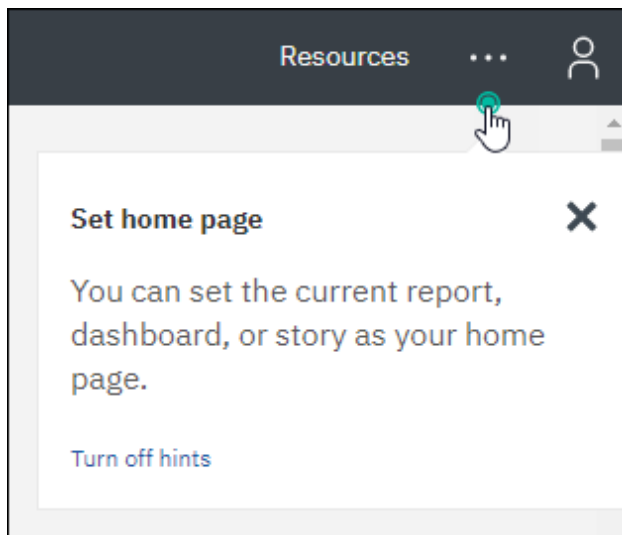 Resources
Set home page
You can set the current report,
dashboard, or story as your home
page.
Turn off hints